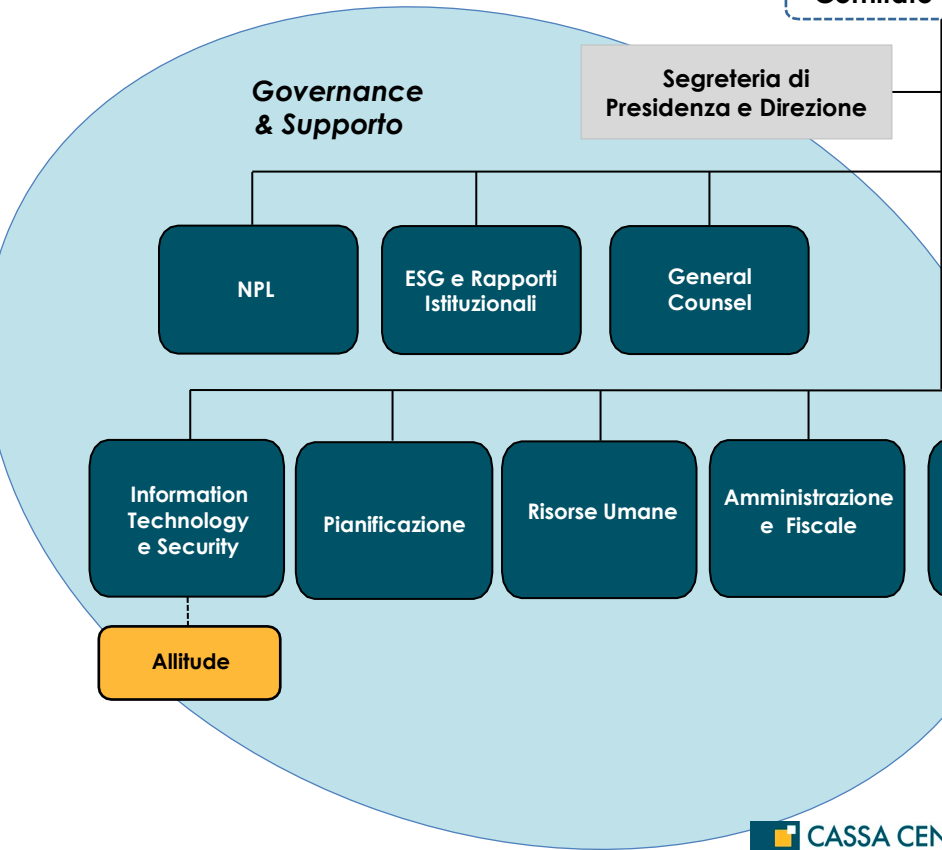 Segreteria di
Presidenza e Direzione
Governance
& Supporto
NPL
ESG e Rapporti
Istituzionali
General
Counsel
Information
Technology
e Security
Pianificazione
Risorse Umane
Amministrazione
e Fiscale
Allitude
CASSA CEN